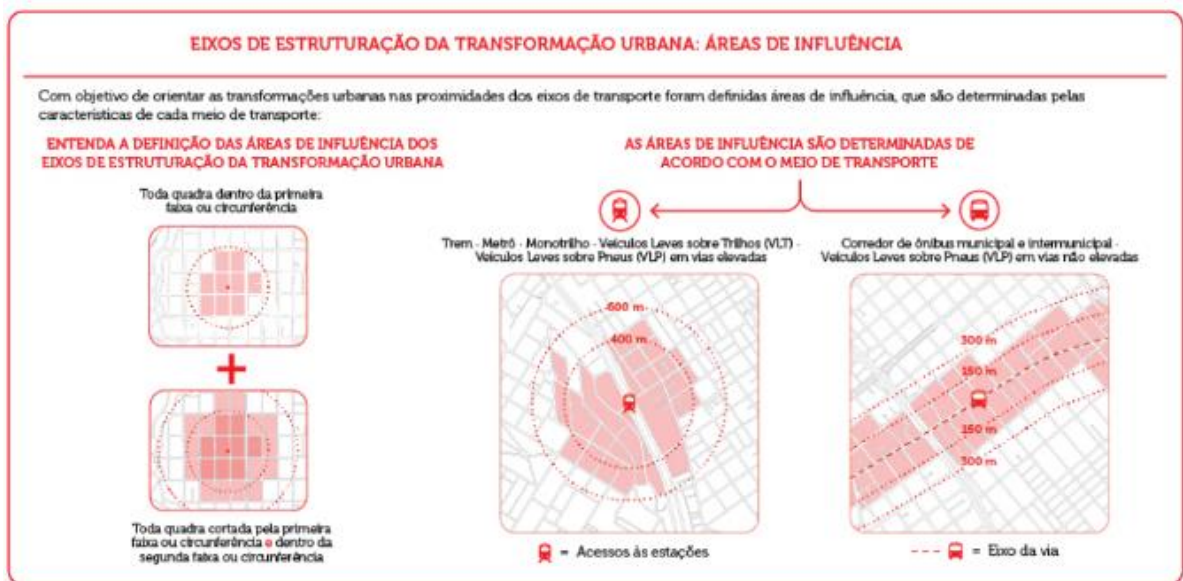 EIXOS DE ESTRUTURAÇÃO DA TRANSFORMAÇÃO URBANA: ÁREAS DE INFLUÊNCIA
Com objetivo de orientar as transformações urbanas nas proximidades dos eixos de transporte foram definidas áreas de influência, que são determinadas pelas
características de cada meio de transporte:
ENTENDA A DEFINIÇÃO DAS ÁREAS DE INFLUÊNCIA DOS
EIXOS DE ESTRUTURAÇÃO DA TRANSFORMAÇÃO URBANA
Toda quadra dentro da primeira
faixa ou circunferência
+
Toda quadra cortada pela primeira
faixa ou circunferência e dentro da
segunda faixa ou circunferência
AS ÁREAS DE INFLUÊNCIA SÃO DETERMINADAS DE
ACORDO COM O MEIO DE TRANSPORTE
Trem - Metrô - Monotrilho - Veículos Leves sobre Trilhos (VLT) -
Veículos Leves sobre Pneus (VLP) em vias elevadas
600 m
400 m
= Acessos às estações
Corredor de ônibus municipal e intermunicipal -
Veículos Leves sobre Pneus (VLP) em vias não elevadas
300 m
150 m
150 m
300 m
= Eixo da via